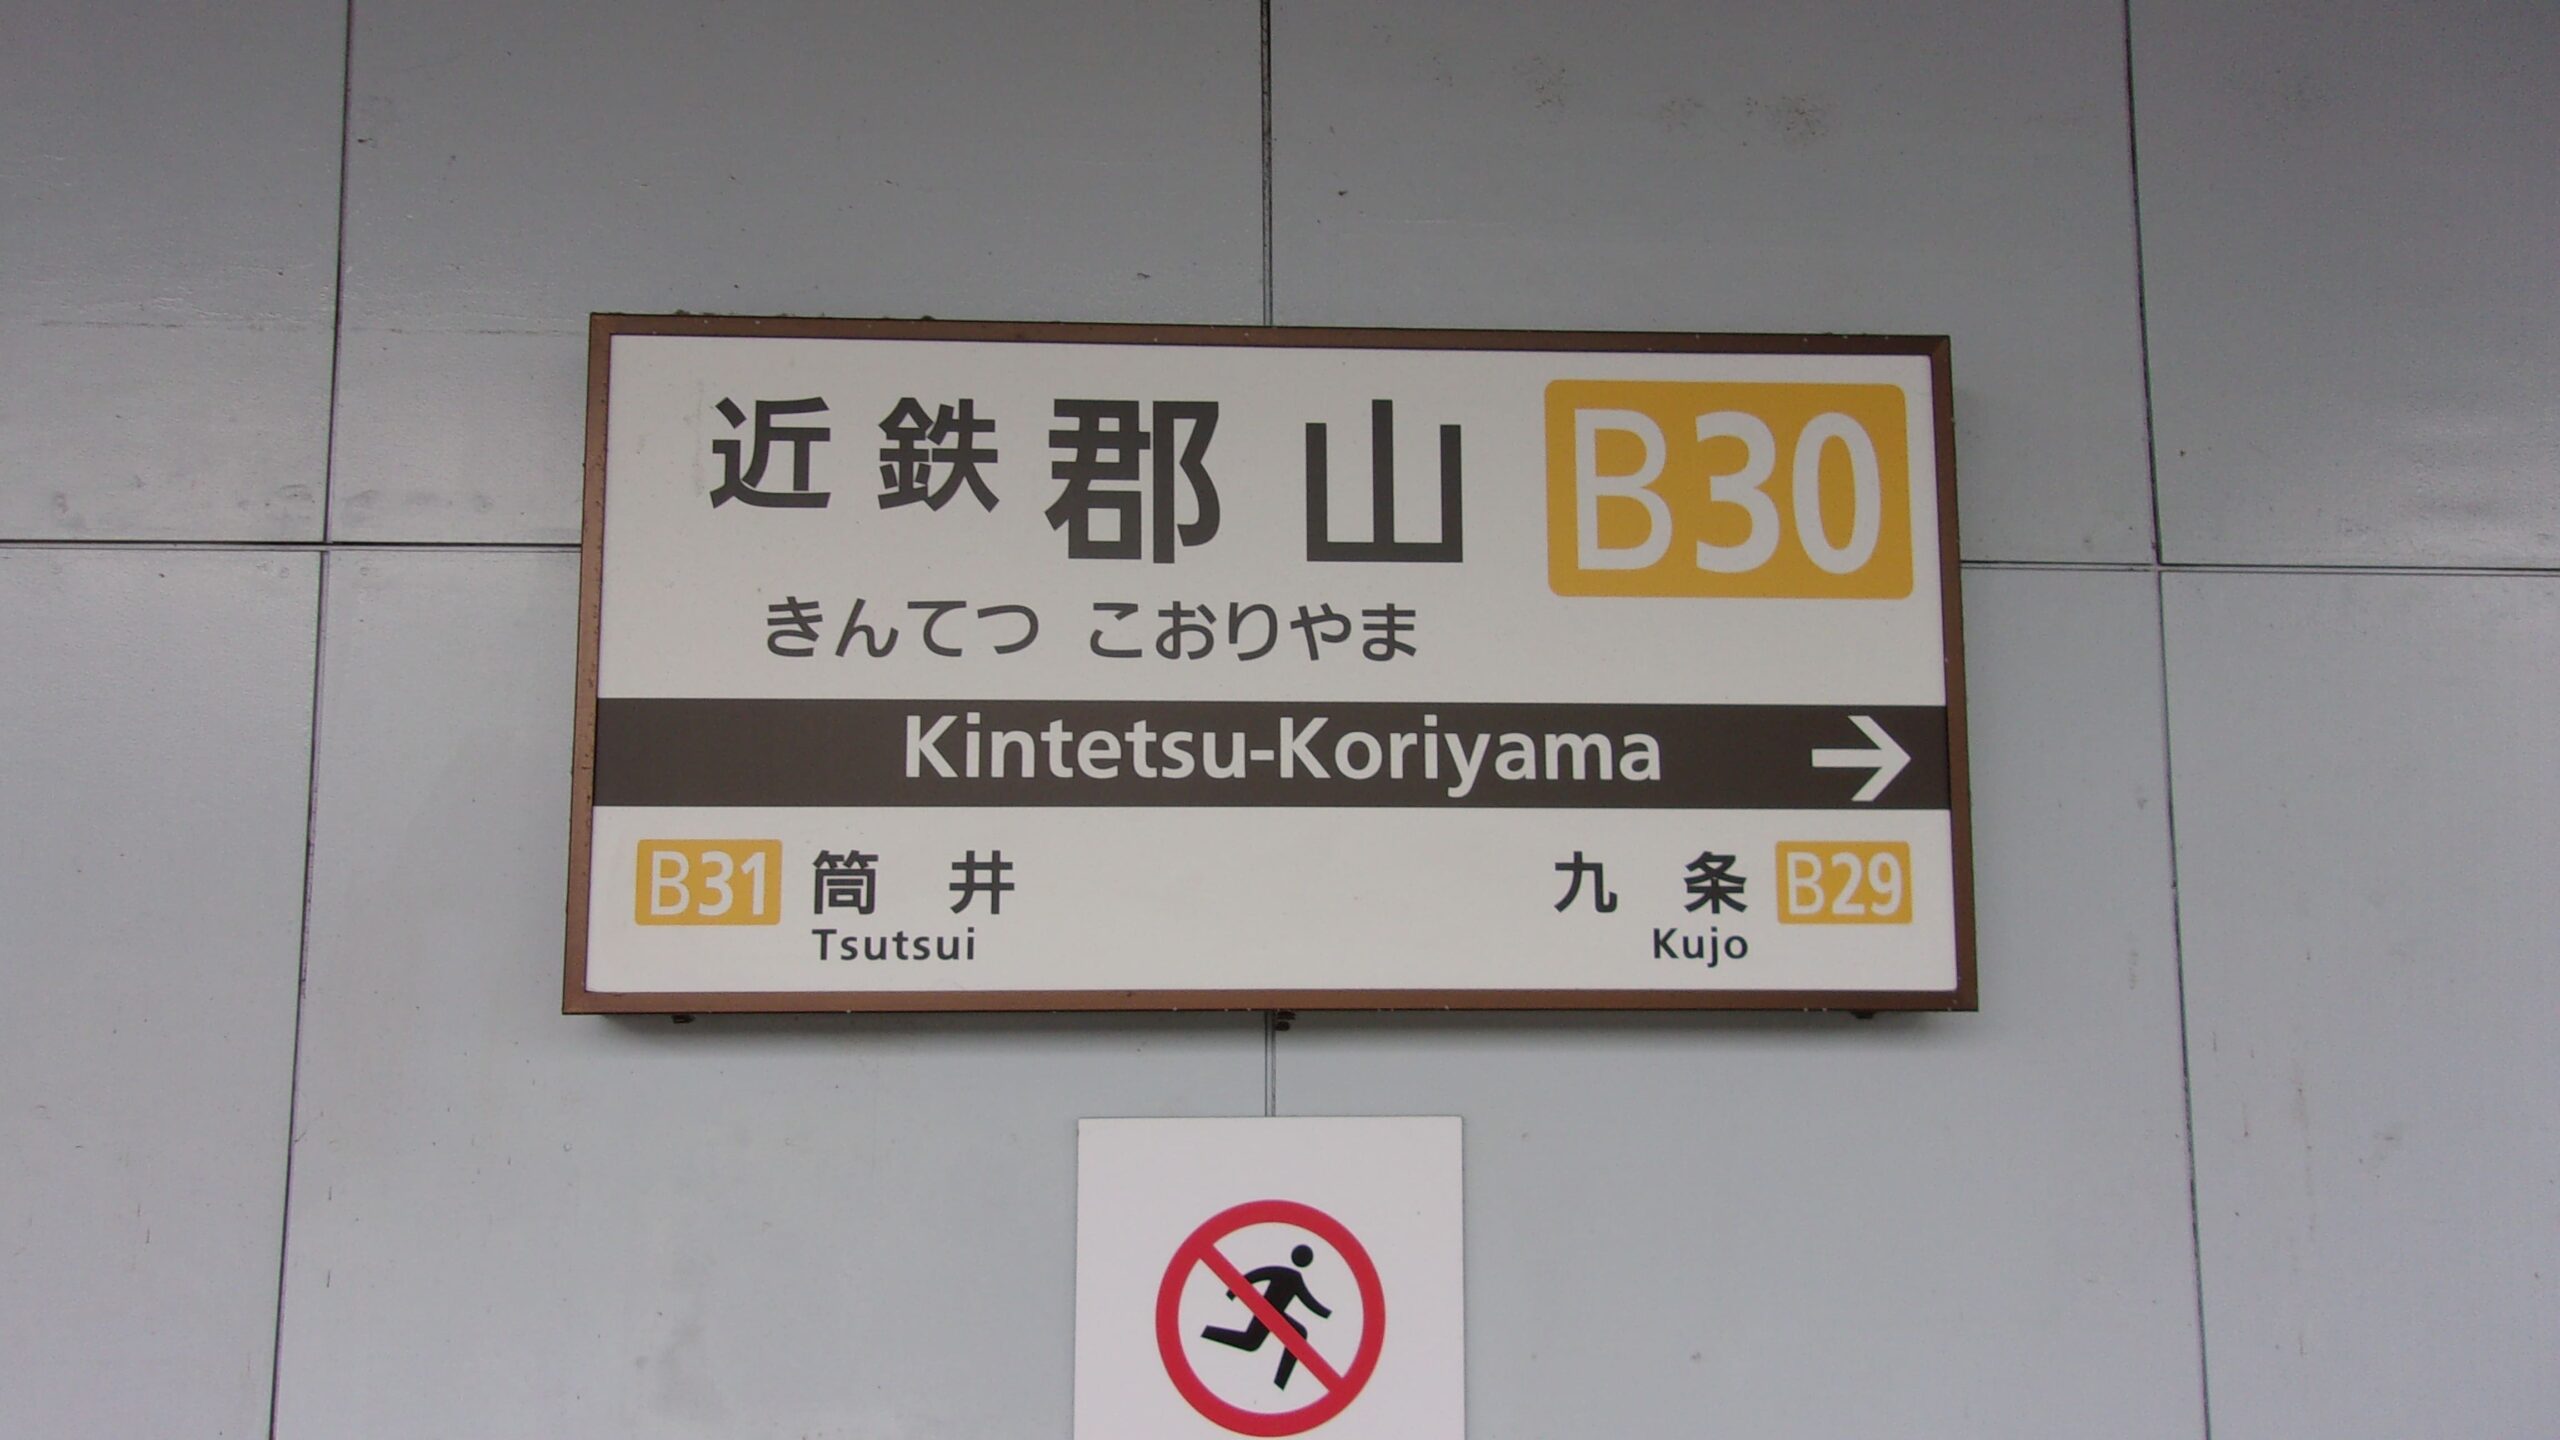 近鉄郡山 B30
きんてつ こおりやま
Kintetsu-Koriyama →
B31 筒井 九条 B29
Tsutsui Kujo